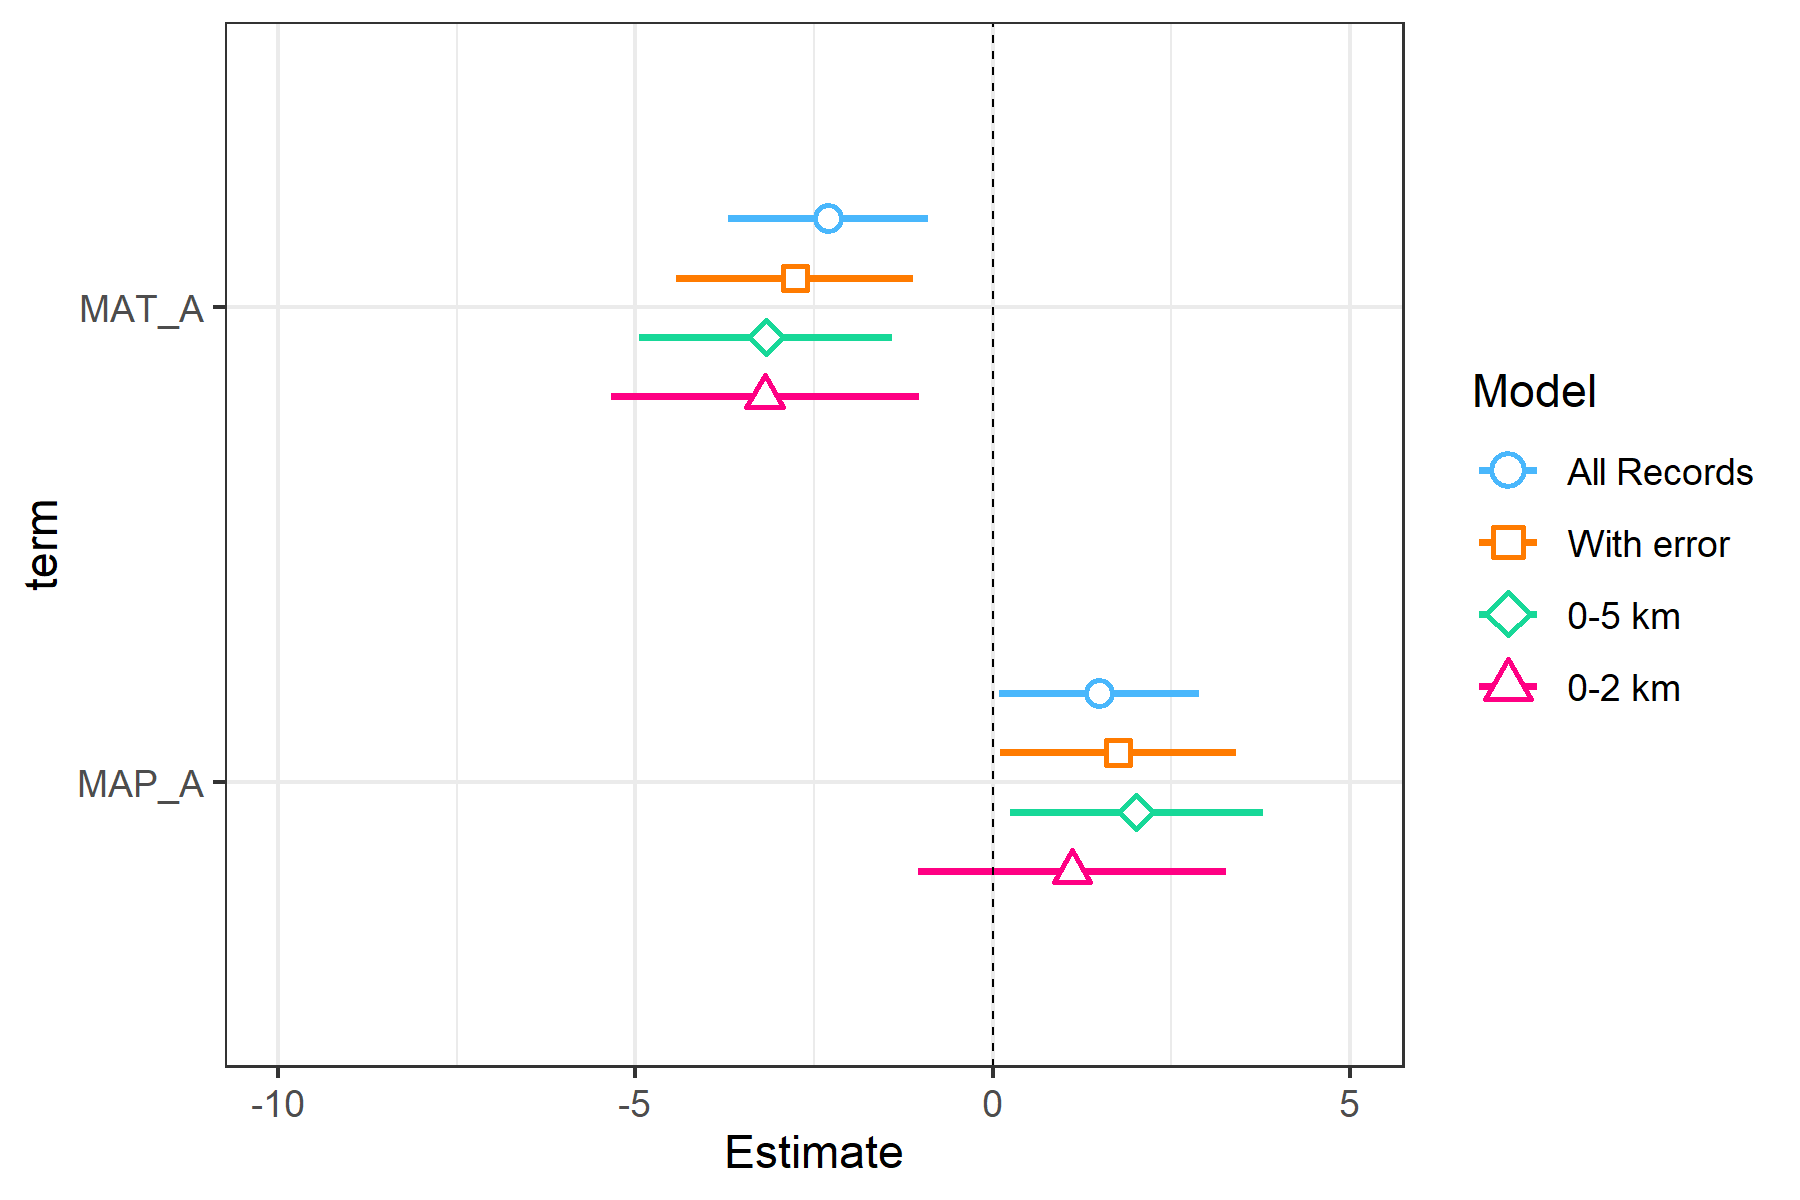 MAT_A
MAP_A
term
-10
-5
0
5
Estimate
Model
All Records
With error
0-5 km
0-2 km